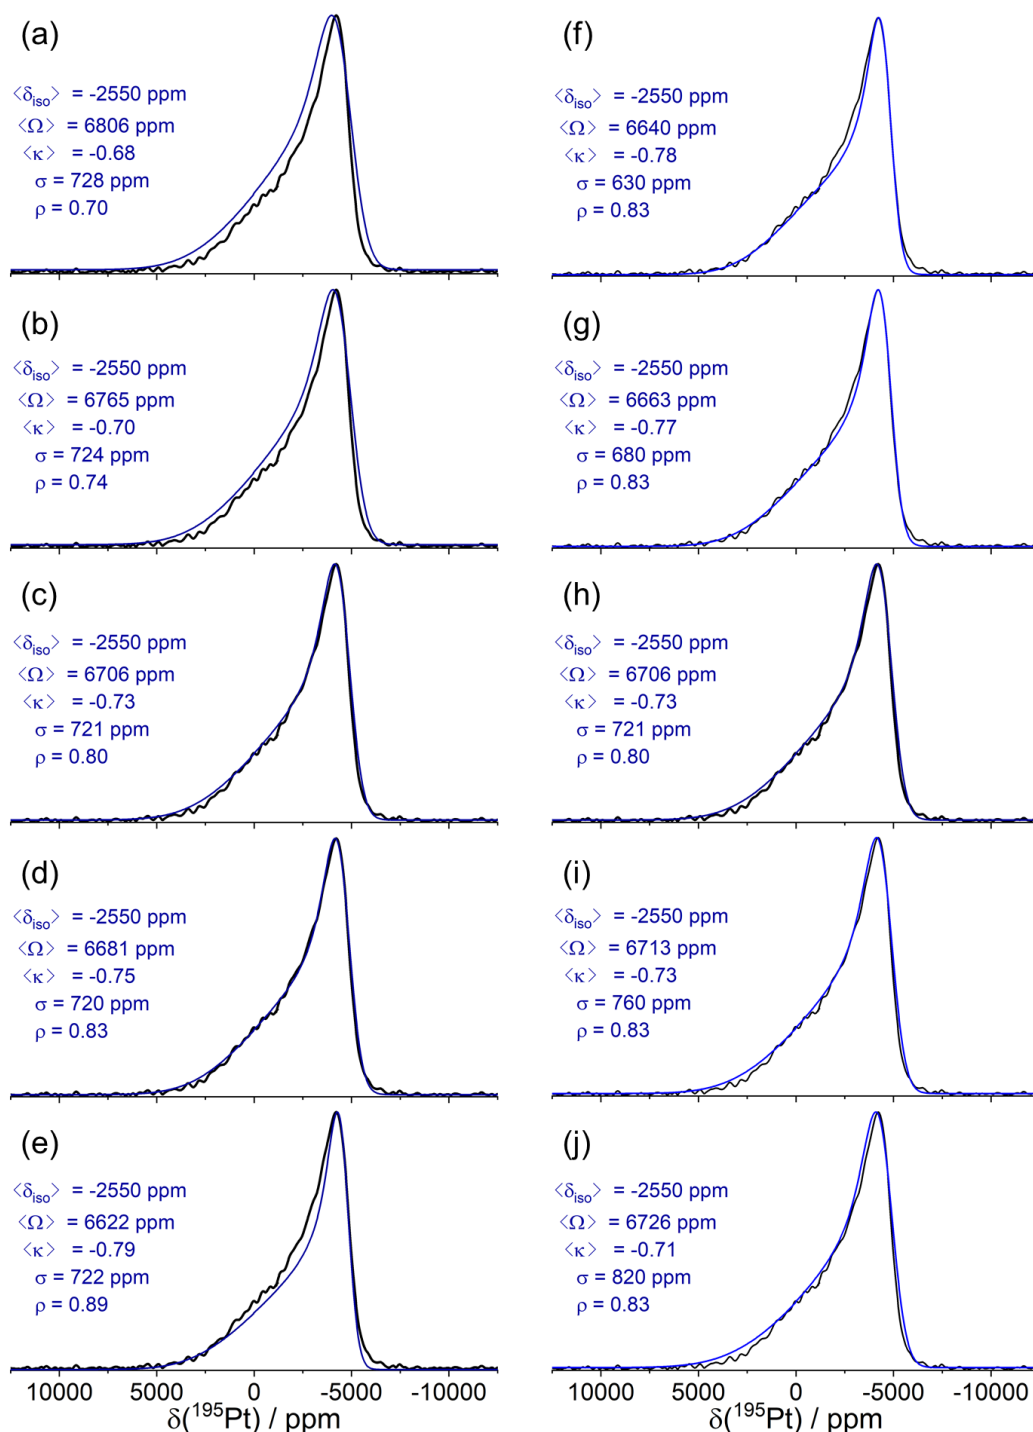 (a)
⟨δiso⟩ = -2550 ppm
⟨Ω⟩ = 6806 ppm
⟨κ⟩ = -0.68
σ = 728 ppm
ρ = 0.70
(b)
⟨δiso⟩ = -2550 ppm
⟨Ω⟩ = 6765 ppm
⟨κ⟩ = -0.70
σ = 724 ppm
ρ = 0.74
(c)
⟨δiso⟩ = -2550 ppm
⟨Ω⟩ = 6706 ppm
⟨κ⟩ = -0.73
σ = 721 ppm
ρ = 0.80
(d)
⟨δiso⟩ = -2550 ppm
⟨Ω⟩ = 6681 ppm
⟨κ⟩ = -0.75
σ = 720 ppm
ρ = 0.83
(e)
⟨δiso⟩ = -2550 ppm
⟨Ω⟩ = 6622 ppm
⟨κ⟩ = -0.79
σ = 722 ppm
ρ = 0.89
10000 5000 0 -5000 -10000
δ(195Pt) / ppm
(f)
⟨δiso⟩ = -2550 ppm
⟨Ω⟩ = 6640 ppm
⟨κ⟩ = -0.78
σ = 630 ppm
ρ = 0.83
(g)
⟨δiso⟩ = -2550 ppm
⟨Ω⟩ = 6663 ppm
⟨κ⟩ = -0.77
σ = 680 ppm
ρ = 0.83
(h)
⟨δiso⟩ = -2550 ppm
⟨Ω⟩ = 6706 ppm
⟨κ⟩ = -0.73
σ = 721 ppm
ρ = 0.80
(i)
⟨δiso⟩ = -2550 ppm
⟨Ω⟩ = 6713 ppm
⟨κ⟩ = -0.73
σ = 760 ppm
ρ = 0.83
(j)
⟨δiso⟩ = -2550 ppm
⟨Ω⟩ = 6726 ppm
⟨κ⟩ = -0.71
σ = 820 ppm
ρ = 0.83
10000 5000 0 -5000 -10000
δ(195Pt) / ppm